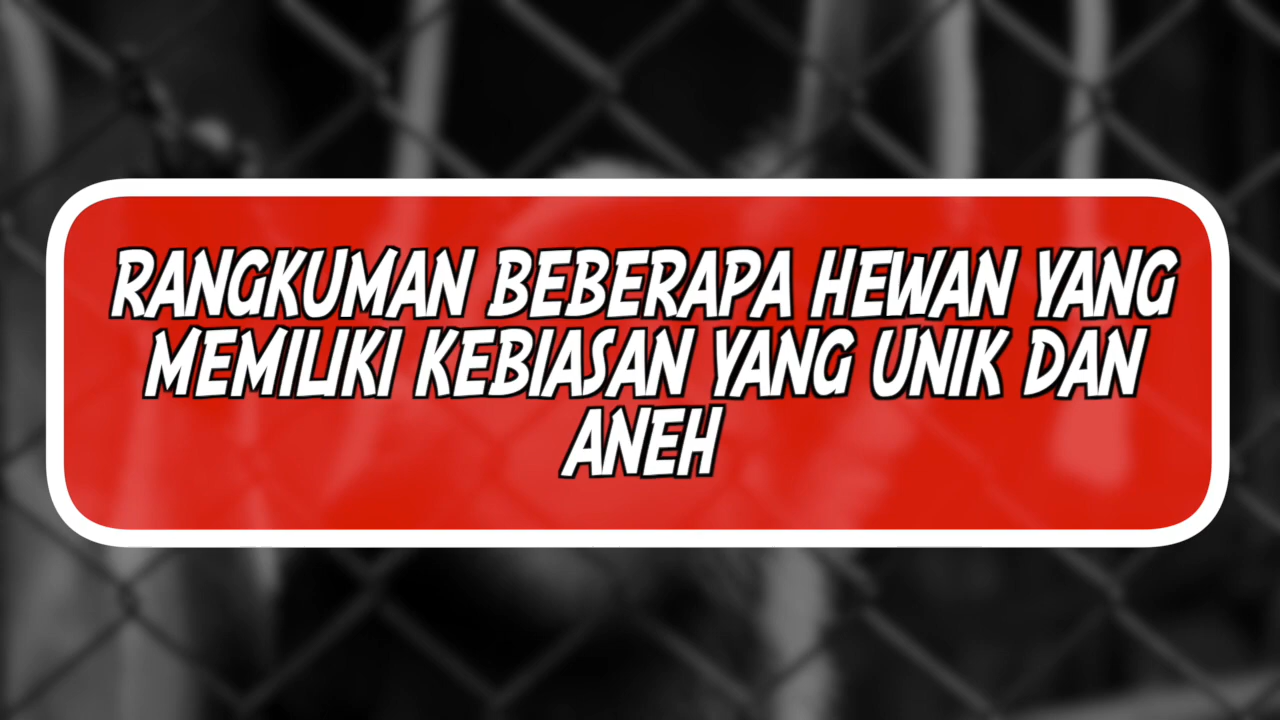 RANGKUMAN BEBERAPA HEWAN YANG
MEMILIKI KEBIASAN YANG UNIK DAN
ANEH